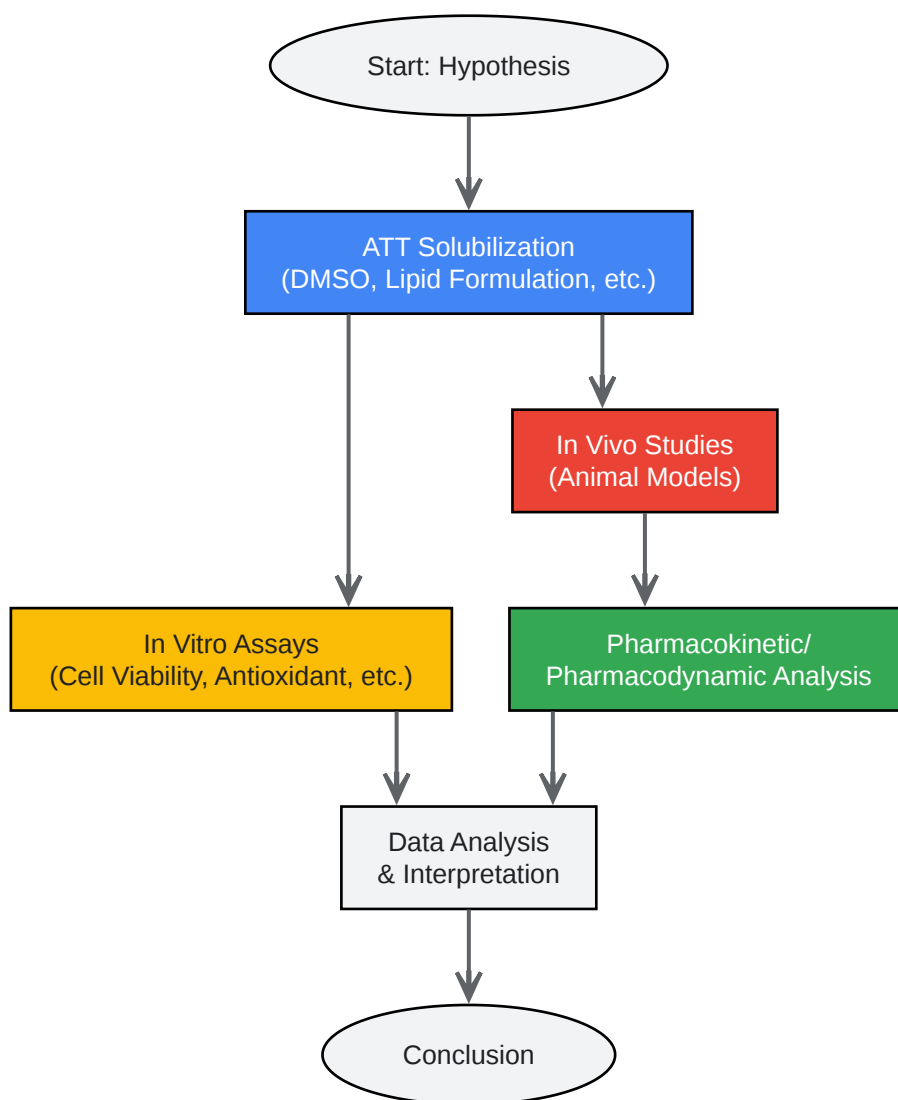 Start: Hypothesis
ATT Solubilization
(DMSO, Lipid Formulation, etc.)
In Vivo Studies
(Animal Models)
In Vitro Assays
(Cell Viability, Antioxidant, etc.)
Pharmacokinetic/
Pharmacodynamic Analysis
Data Analysis
& Interpretation
Conclusion